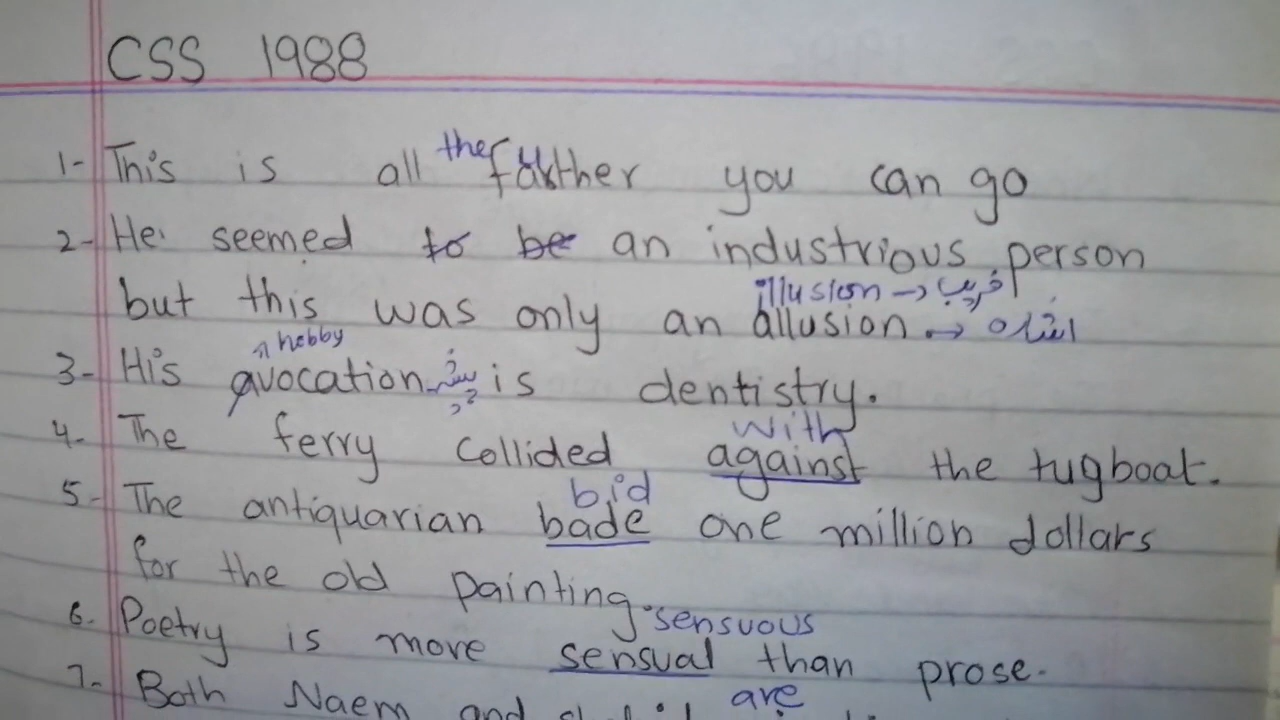 CSS 1988
the
1- This is all farther you can go
2- He seemed to be an industrious person
illusion → فریب
but this was only an allusion → اشارہ
hobby
3- His avocation پیشہ is dentistry.
with
4- The ferry collided against the tugboat.
bid
5- The antiquarian bade one million dollars
for the old painting.
sensuous
6. Poetry is more sensual than prose.
are
7- Both Naem and